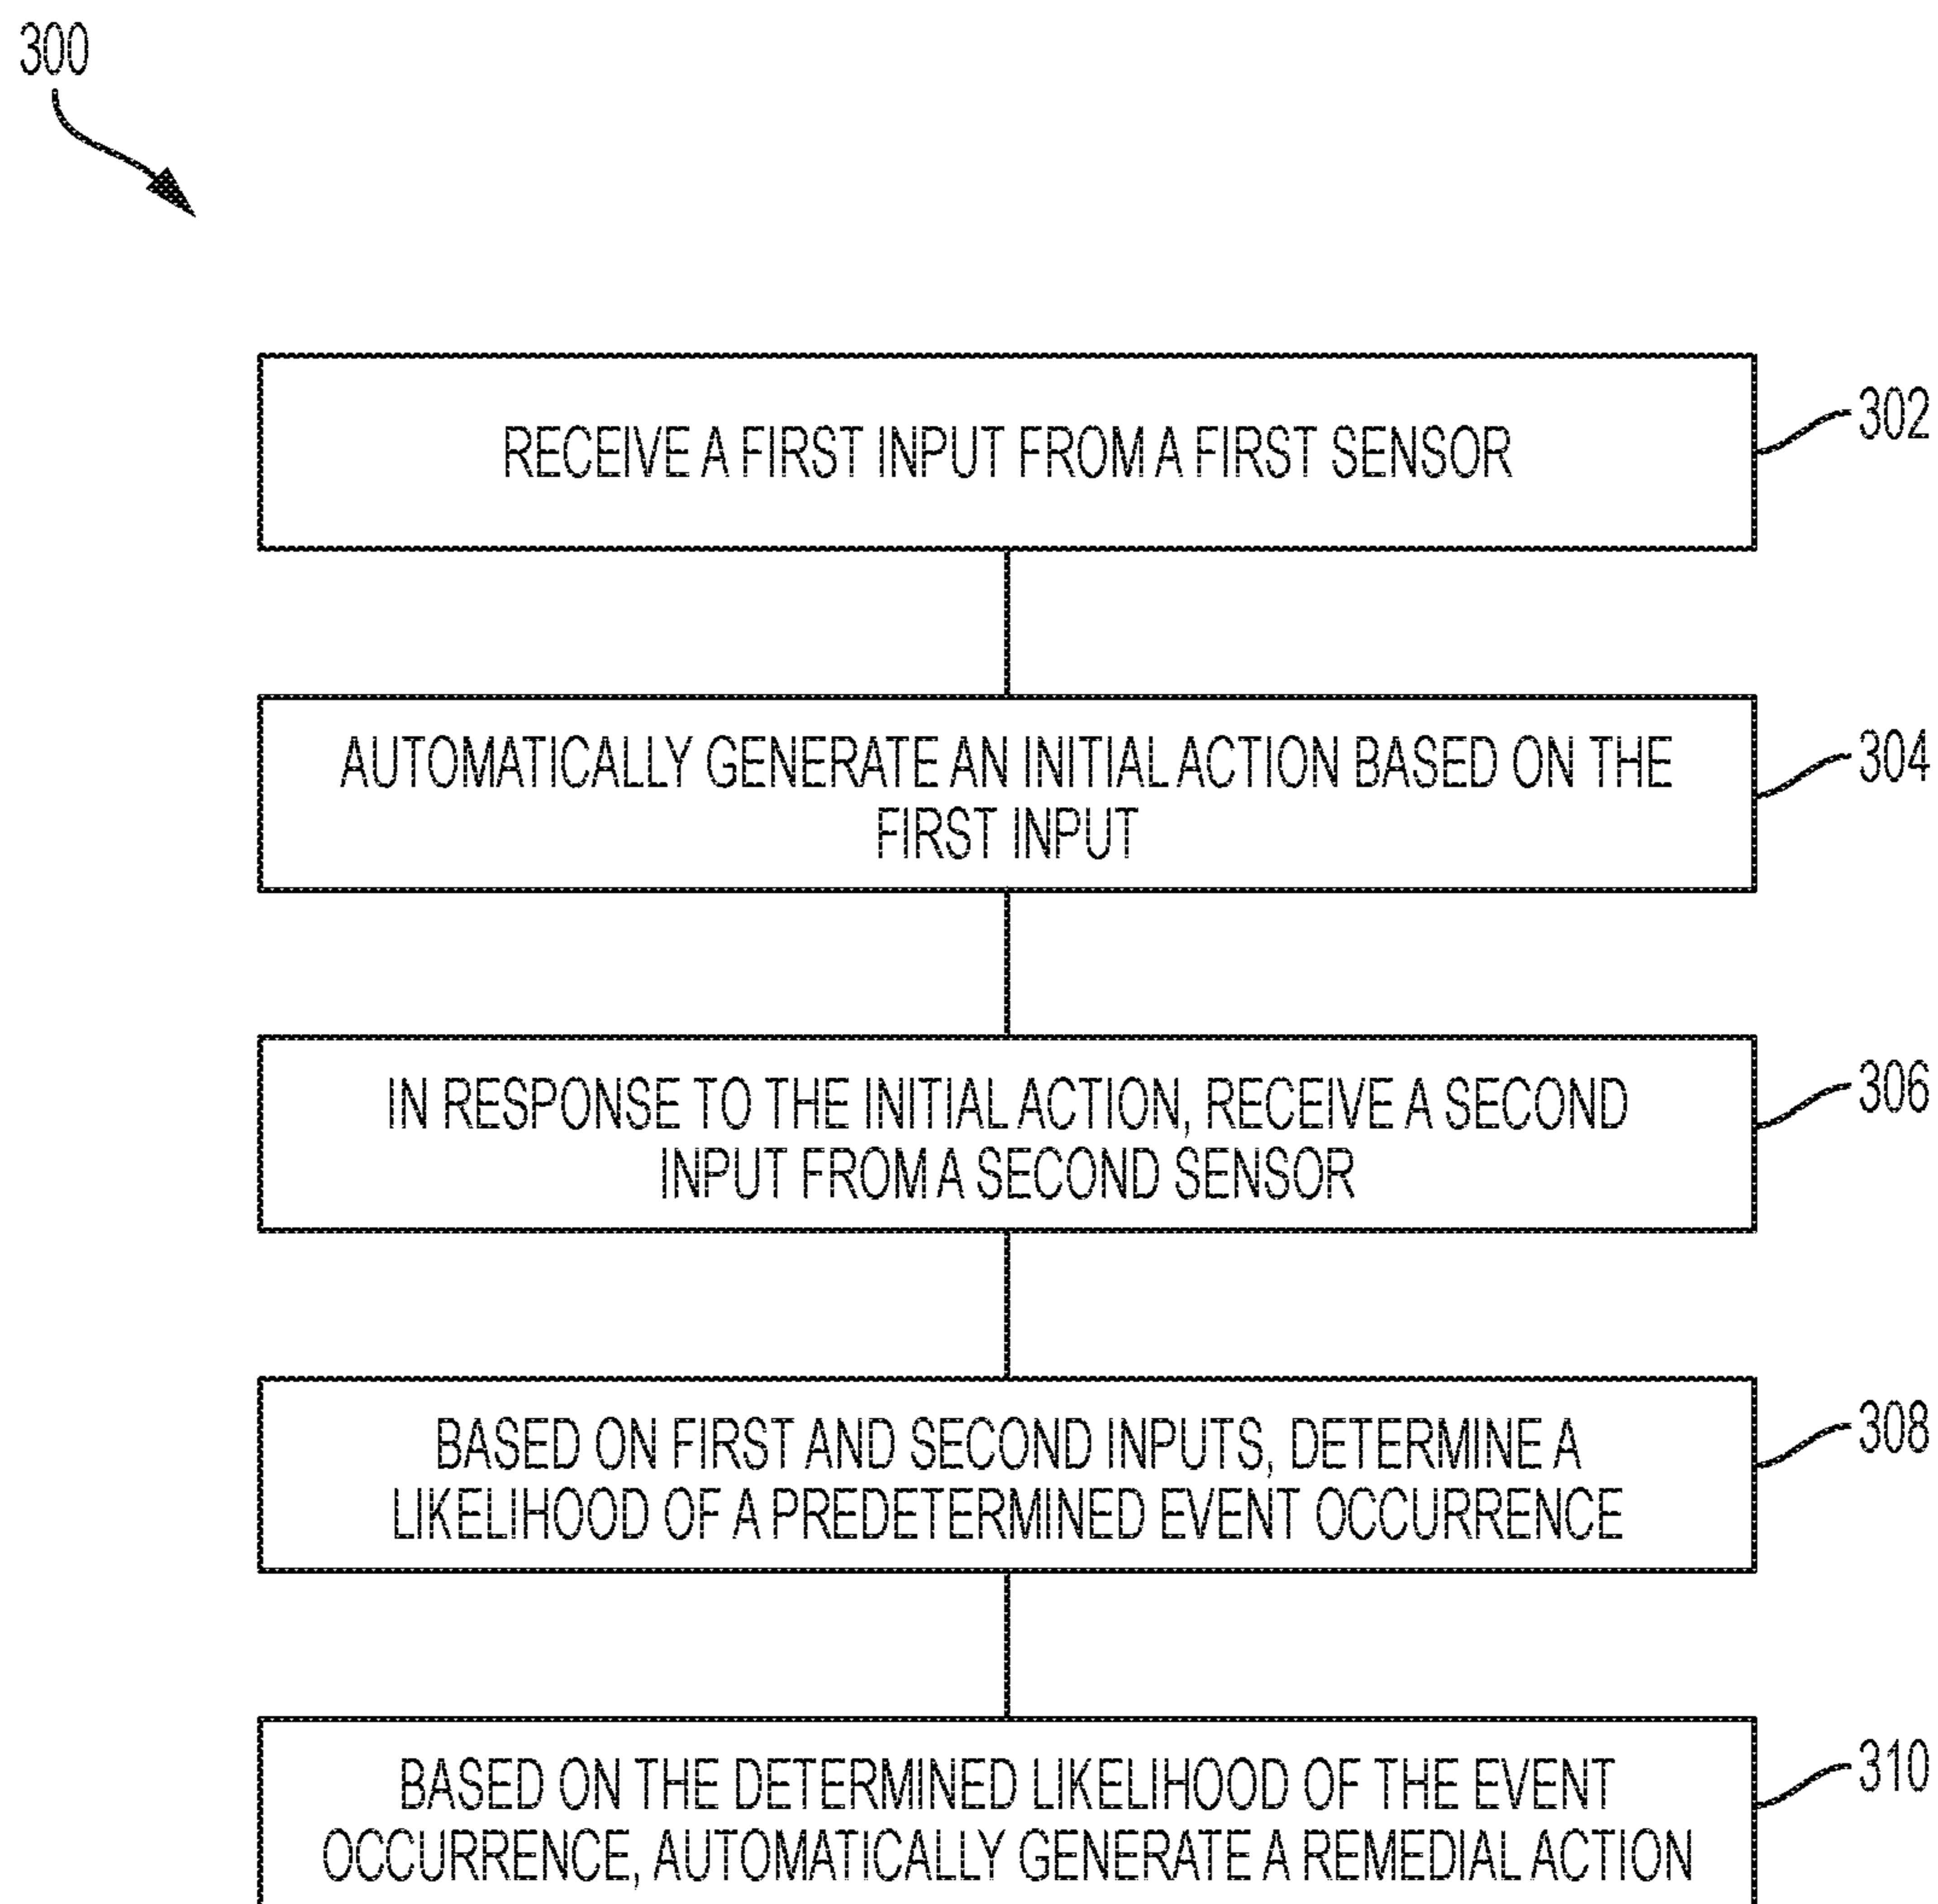 300
RECEIVE A FIRST INPUT FROM A FIRST SENSOR
302
AUTOMATICALLY GENERATE AN INITIAL ACTION BASED ON THE
FIRST INPUT
304
IN RESPONSE TO THE INITIAL ACTION, RECEIVE A SECOND
INPUT FROM A SECOND SENSOR
306
BASED ON FIRST AND SECOND INPUTS, DETERMINE A
LIKELIHOOD OF A PREDETERMINED EVENT OCCURRENCE
308
BASED ON THE DETERMINED LIKELIHOOD OF THE EVENT
OCCURRENCE, AUTOMATICALLY GENERATE A REMEDIAL ACTION
310